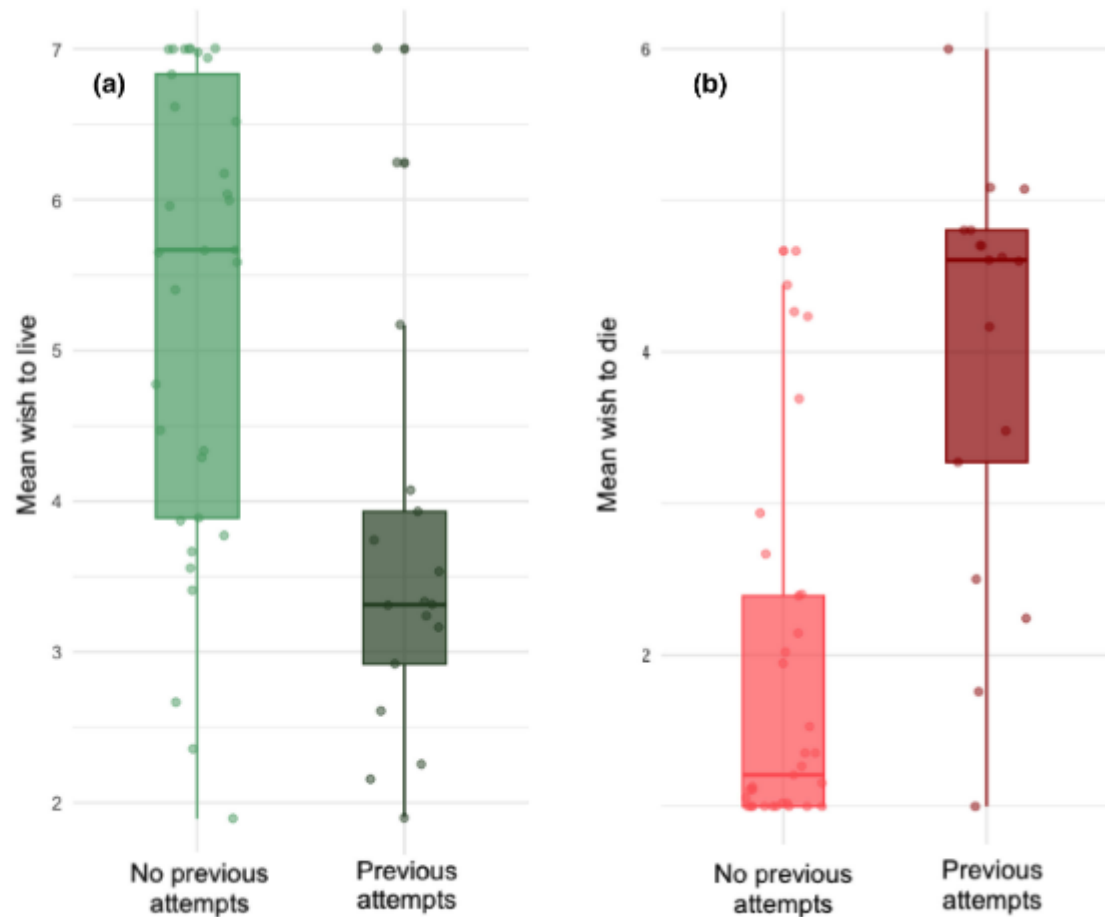 (a)
Mean wish to live
7
6
5
4
3
2
No previous
attempts
Previous
attempts
(b)
Mean wish to die
6
4
2
No previous
attempts
Previous
attempts